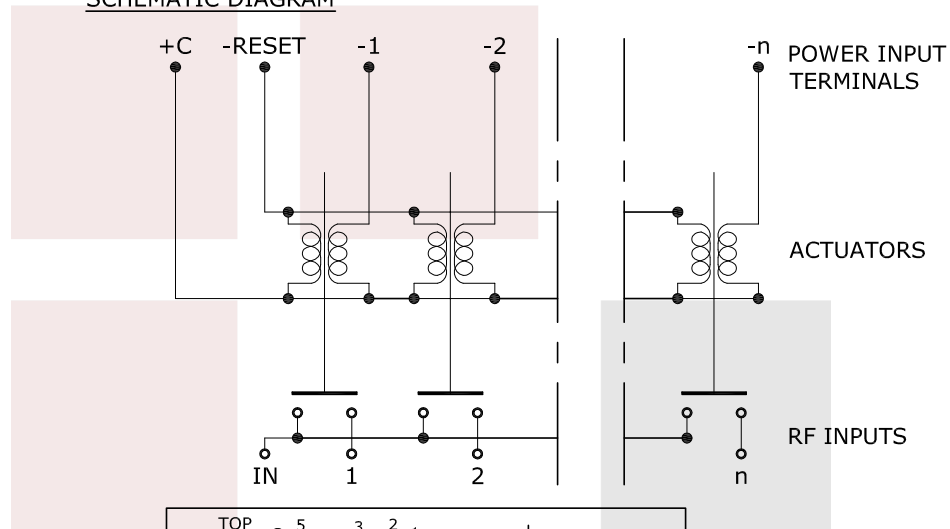 SCHEMATIC DIAGRAM
+C -RESET -1 -2 -n
POWER INPUT
TERMINALS
ACTUATORS
RF INPUTS
IN 1 2 n
TOP
5 3 2